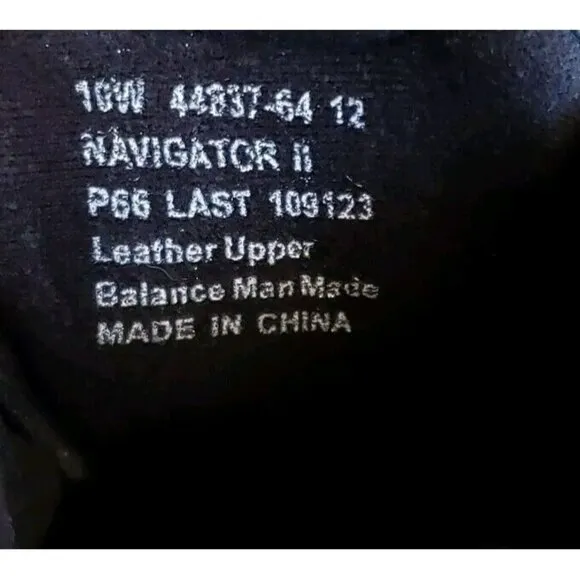 10W 44837-64 12
NAVIGATOR II
P66 LAST 109123
Leather Upper
Balance Man Made
MADE IN CHINA